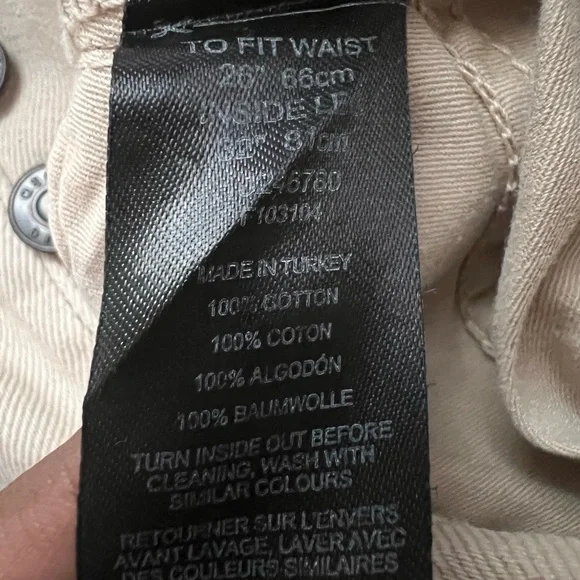 TO FIT WAIST
26" 66cm
INSIDE LEG
cm
MADE IN TURKEY
100% COTTON
100% COTON
100% ALGODÓN
100% BAUMWOLLE
TURN INSIDE OUT BEFORE
CLEANING, WASH WITH
SIMILAR COLOURS
RETOURNER SUR L'ENVERS
AVANT LAVAGE, LAVER AVEC
DES COULEURS SIMILAIRES